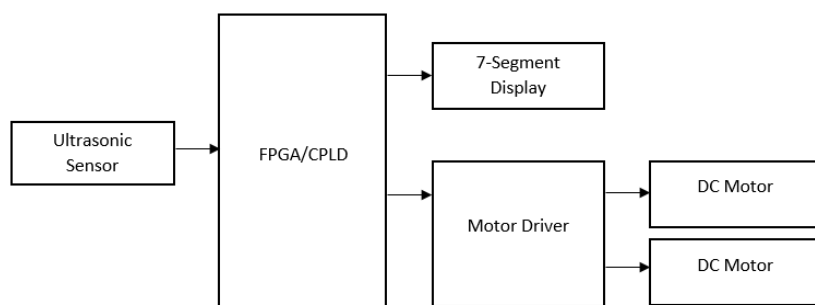 7-Segment
Display
Ultrasonic
Sensor
FPGA/CPLD
Motor Driver
DC Motor
DC Motor